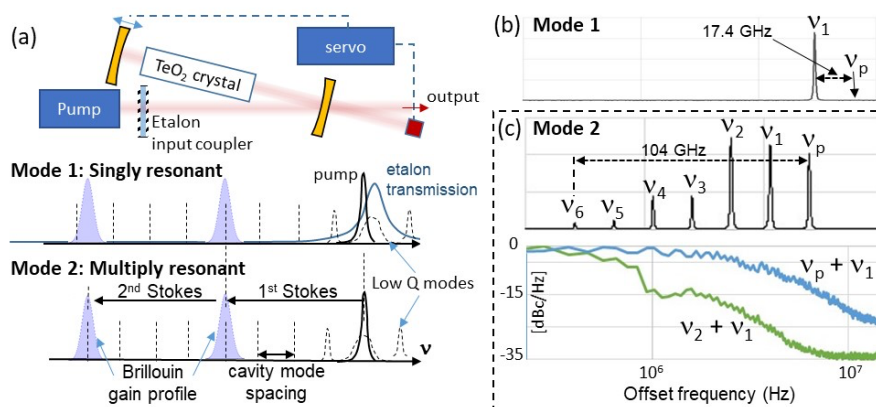 (a)
servo
TeO2 crystal
Pump
output
Etalon
input coupler
Mode 1: Singly resonant
pump
etalon
transmission
Low Q modes
Mode 2: Multiply resonant
2nd Stokes
1st Stokes
ν
Brillouin
gain profile
cavity mode
spacing
(b) Mode 1
ν1
17.4 GHz
νp
(c) Mode 2
ν2
ν1
νp
104 GHz
ν6
ν5
ν4
ν3
0
-15
-35
[dBc/Hz]
νp + ν1
ν2 + ν1
10^6
10^7
Offset frequency (Hz)